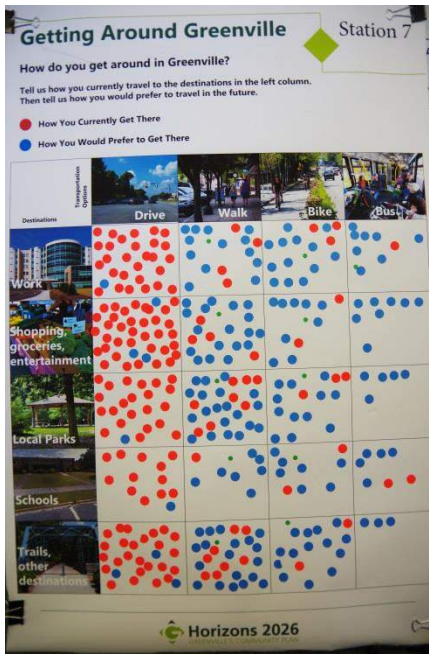 Getting Around Greenville
Station 7
How do you get around in Greenville?
Tell us how you currently travel to the destinations in the left column.
Then tell us how you would prefer to travel in the future.
How You Currently Get There
How You Would Prefer to Get There
Transportation
Options
Destinations
Drive
Walk
Bike
Bus
Work
Shopping,
groceries,
entertainment
Local Parks
Schools
Trails,
other
destinations
Horizons 2026
GREENVILLE'S COMMUNITY PLAN